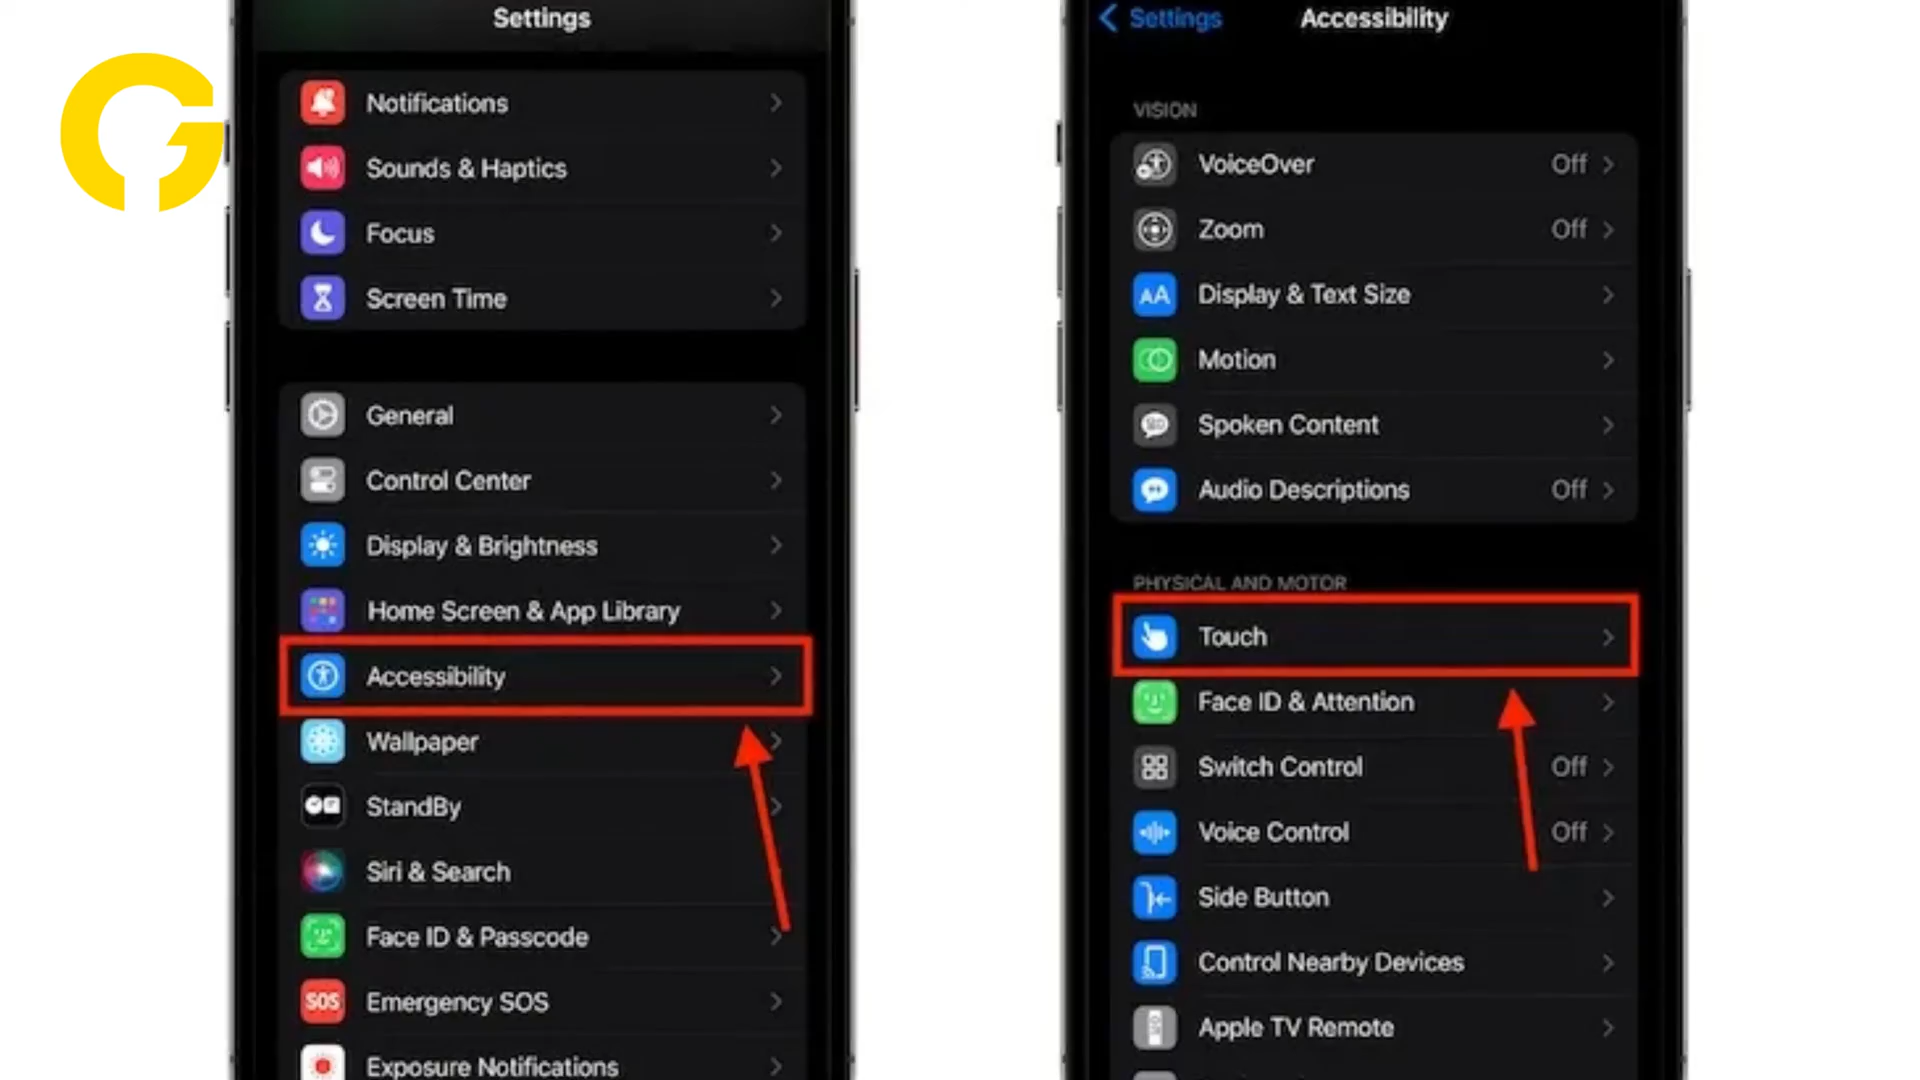 Settings
Notifications
Sounds & Haptics
Focus
Screen Time
General
Control Center
Display & Brightness
Home Screen & App Library
Accessibility
Wallpaper
StandBy
Siri & Search
Face ID & Passcode
SOS Emergency SOS
Exposure Notifications
Settings Accessibility
VISION
VoiceOver Off
Zoom Off
AA Display & Text Size
Motion
Spoken Content
Audio Descriptions Off
PHYSICAL AND MOTOR
Touch
Face ID & Attention
Switch Control Off
Voice Control Off
Side Button
Control Nearby Devices
Apple TV Remote